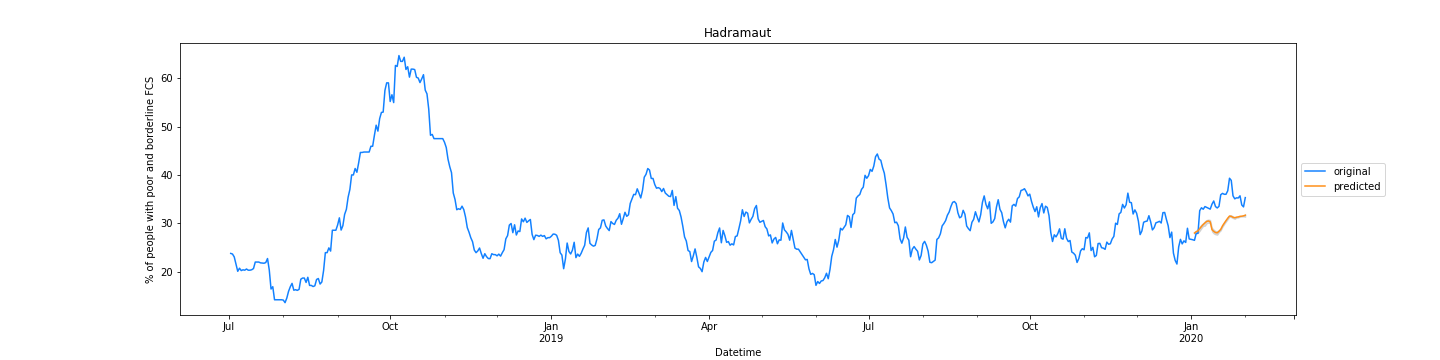 Hadramaut
% of people with poor and borderline FCS
60
50
40
30
20
Jul
Oct
Jan
2019
Apr
Jul
Oct
Jan
2020
Datetime
original
predicted